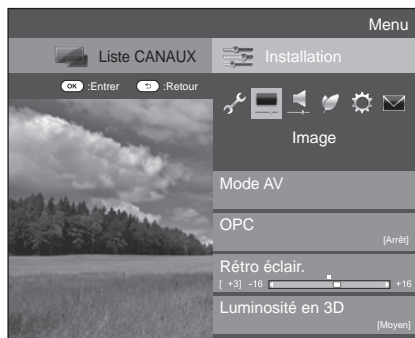 Menu
Liste CANAUX
Installation
OK :Entrer :Retour
Image
Mode AV
OPC
[Arrêt]
Rétro éclair.
[ +3] -16 +16
Luminosité en 3D
[Moyen]